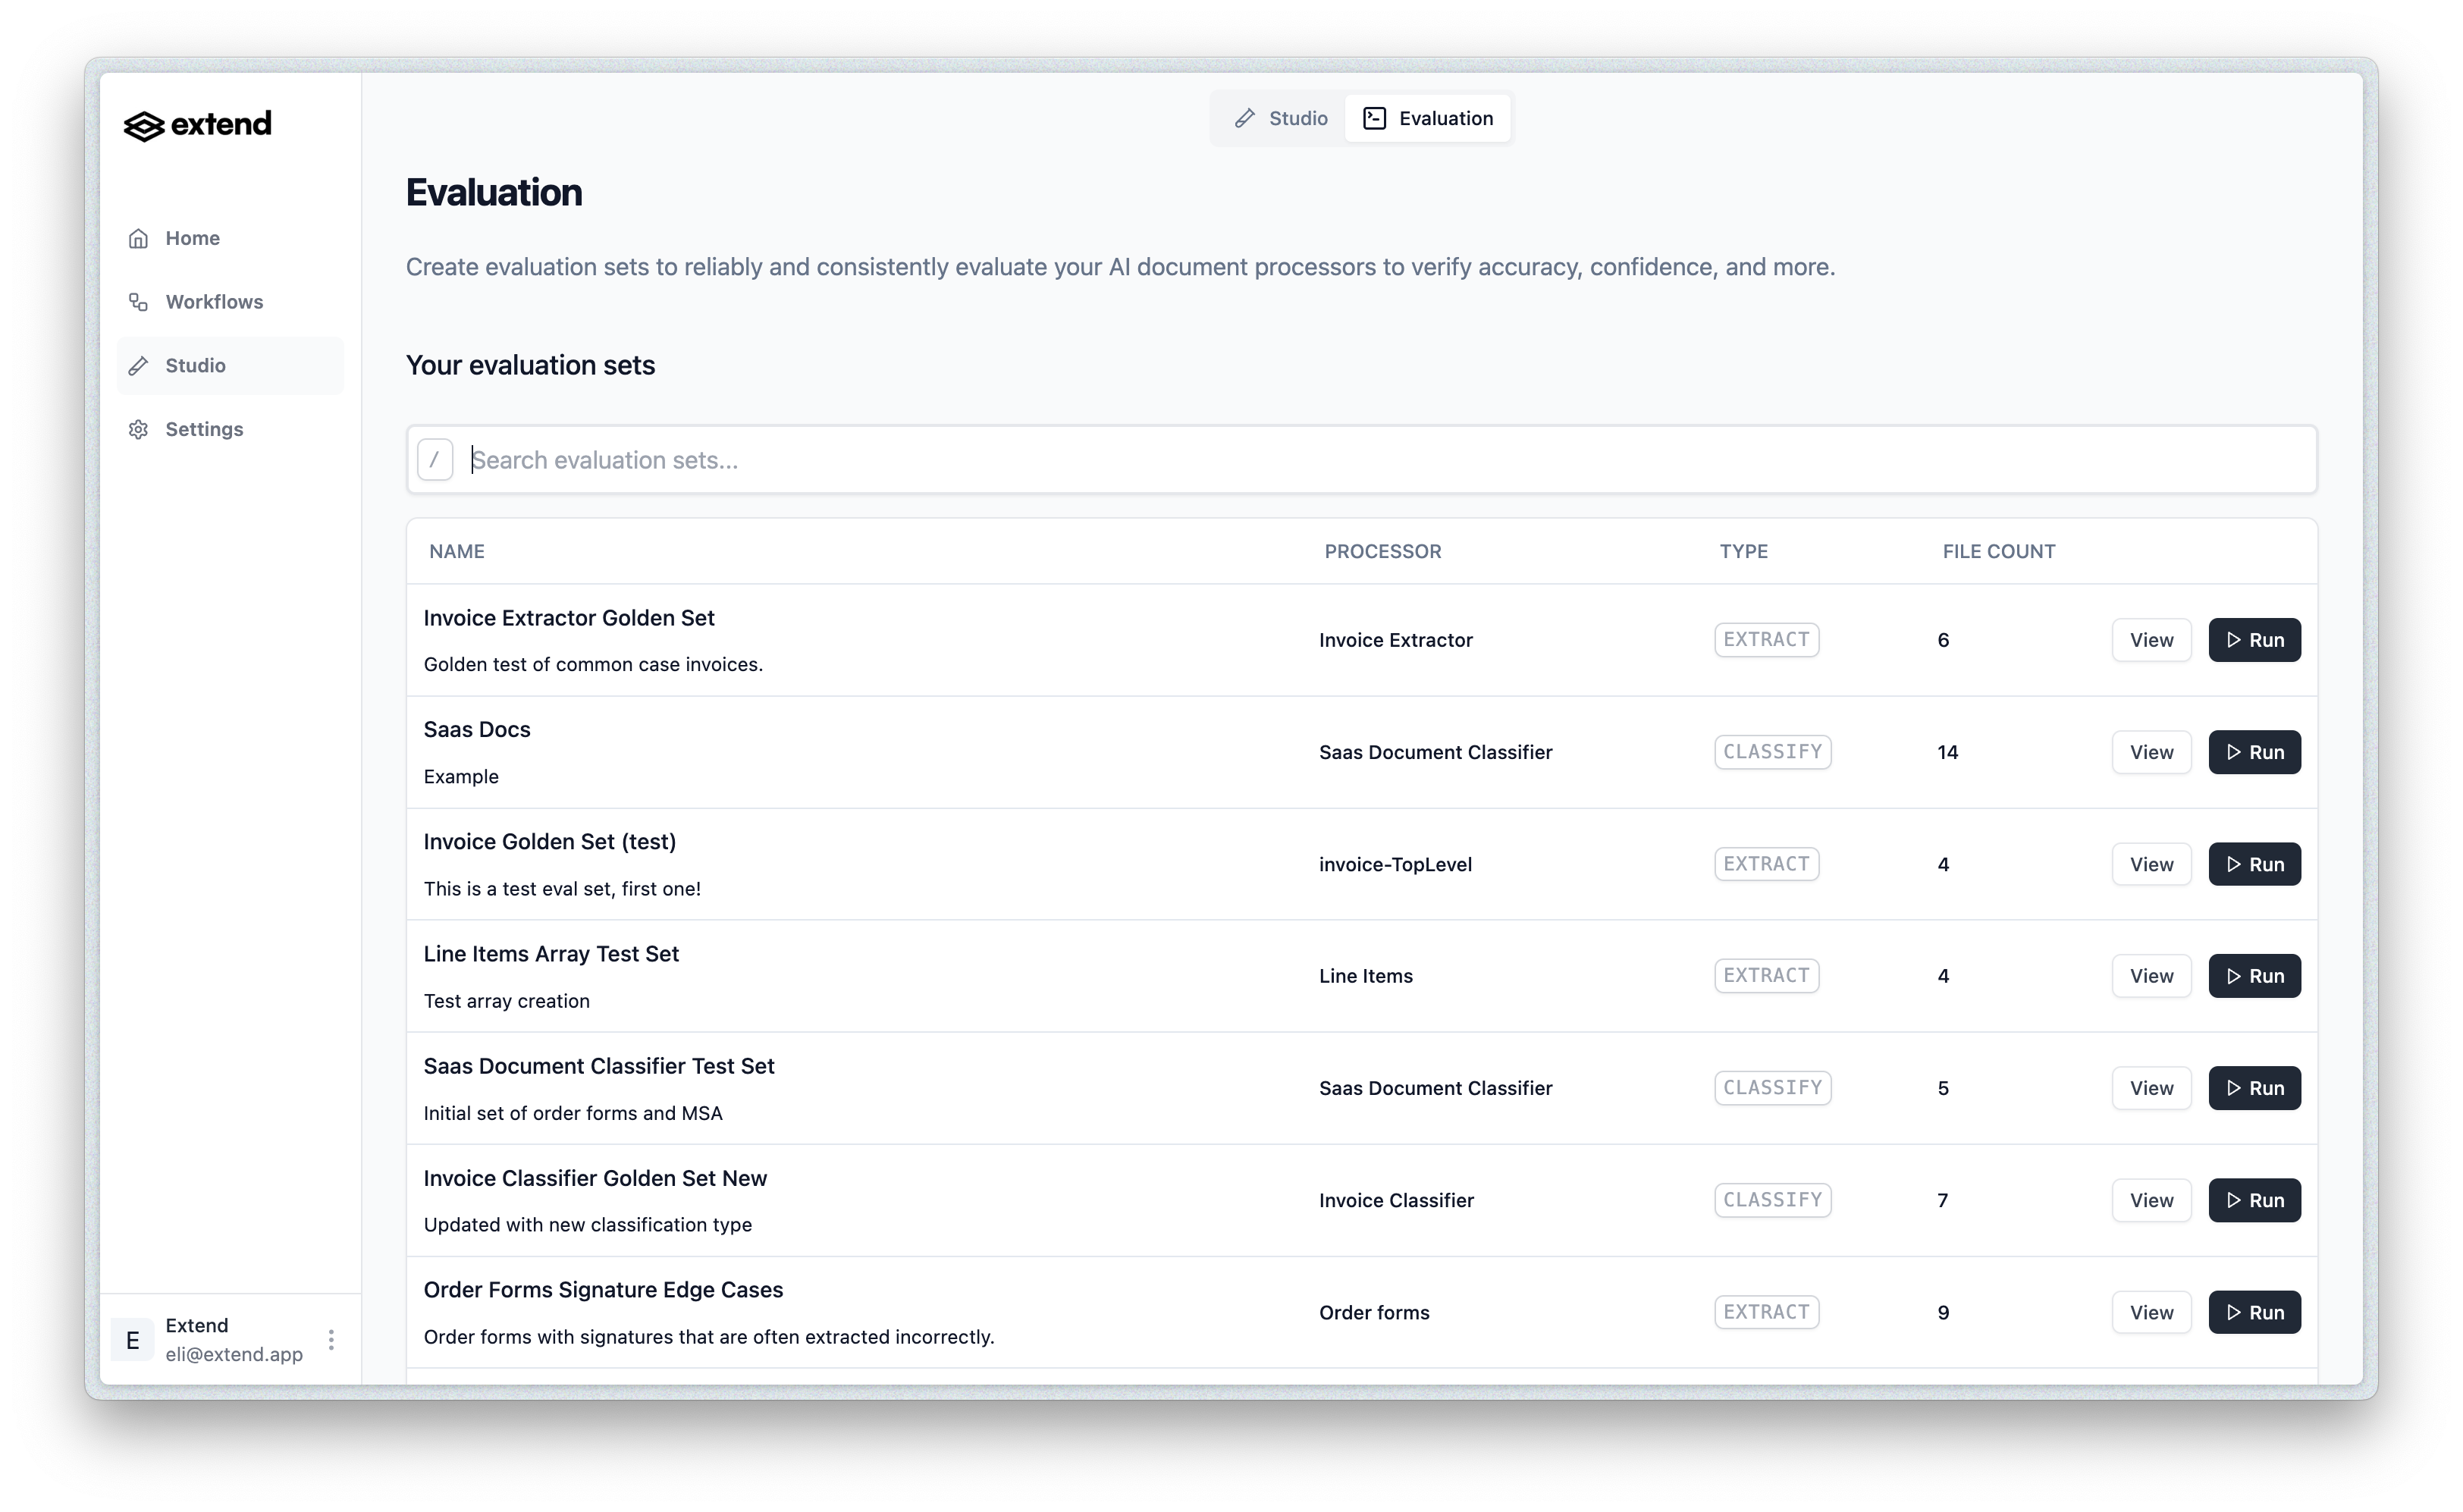 extend
Studio
Evaluation
Home
Workflows
Studio
Settings
Evaluation
Create evaluation sets to reliably and consistently evaluate your AI document processors to verify accuracy, confidence, and more.
Your evaluation sets
/ Search evaluation sets...
NAME PROCESSOR TYPE FILE COUNT
Invoice Extractor Golden Set
Golden test of common case invoices.
Invoice Extractor EXTRACT 6 View Run
Saas Docs
Example
Saas Document Classifier CLASSIFY 14 View Run
Invoice Golden Set (test)
This is a test eval set, first one!
invoice-TopLevel EXTRACT 4 View Run
Line Items Array Test Set
Test array creation
Line Items EXTRACT 4 View Run
Saas Document Classifier Test Set
Initial set of order forms and MSA
Saas Document Classifier CLASSIFY 5 View Run
Invoice Classifier Golden Set New
Updated with new classification type
Invoice Classifier CLASSIFY 7 View Run
Order Forms Signature Edge Cases
Order forms with signatures that are often extracted incorrectly.
Order forms EXTRACT 9 View Run
E
Extend
eli@extend.app